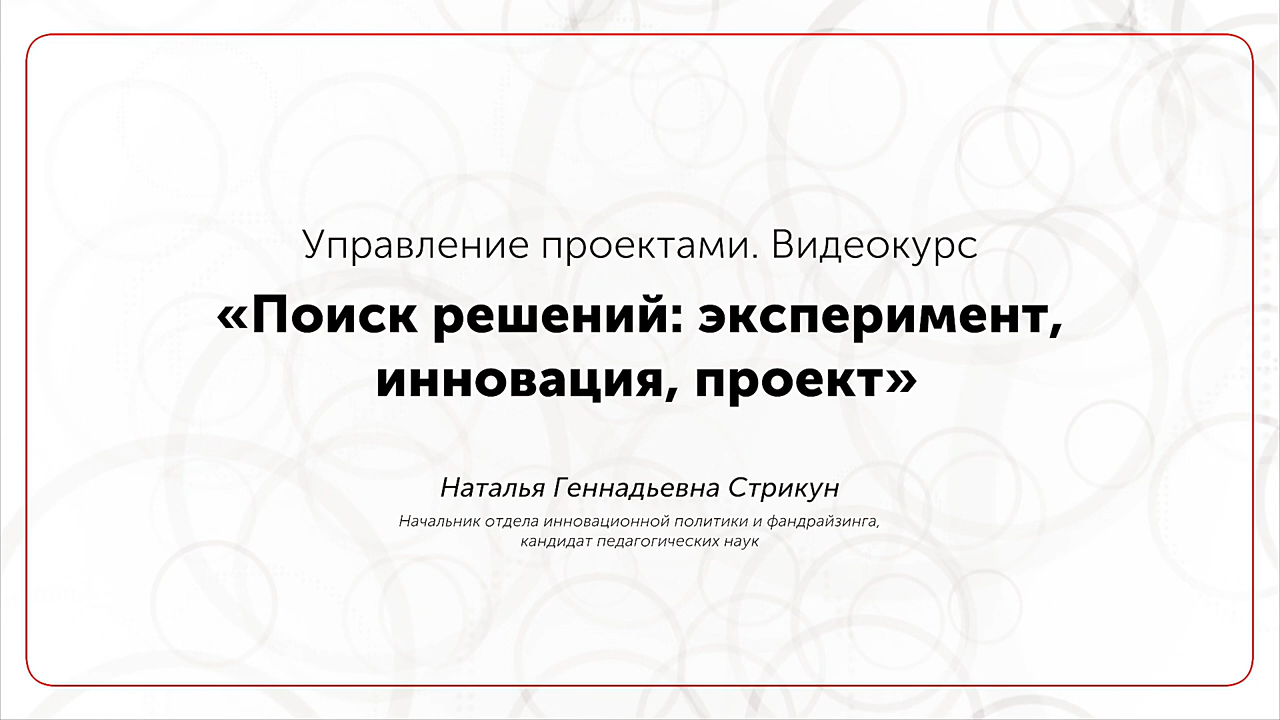 Управление проектами. Видеокурс
«Поиск решений: эксперимент,
инновация, проект»
Наталья Геннадьевна Стрикун
Начальник отдела инновационной политики и фандрайзинга,
кандидат педагогических наук